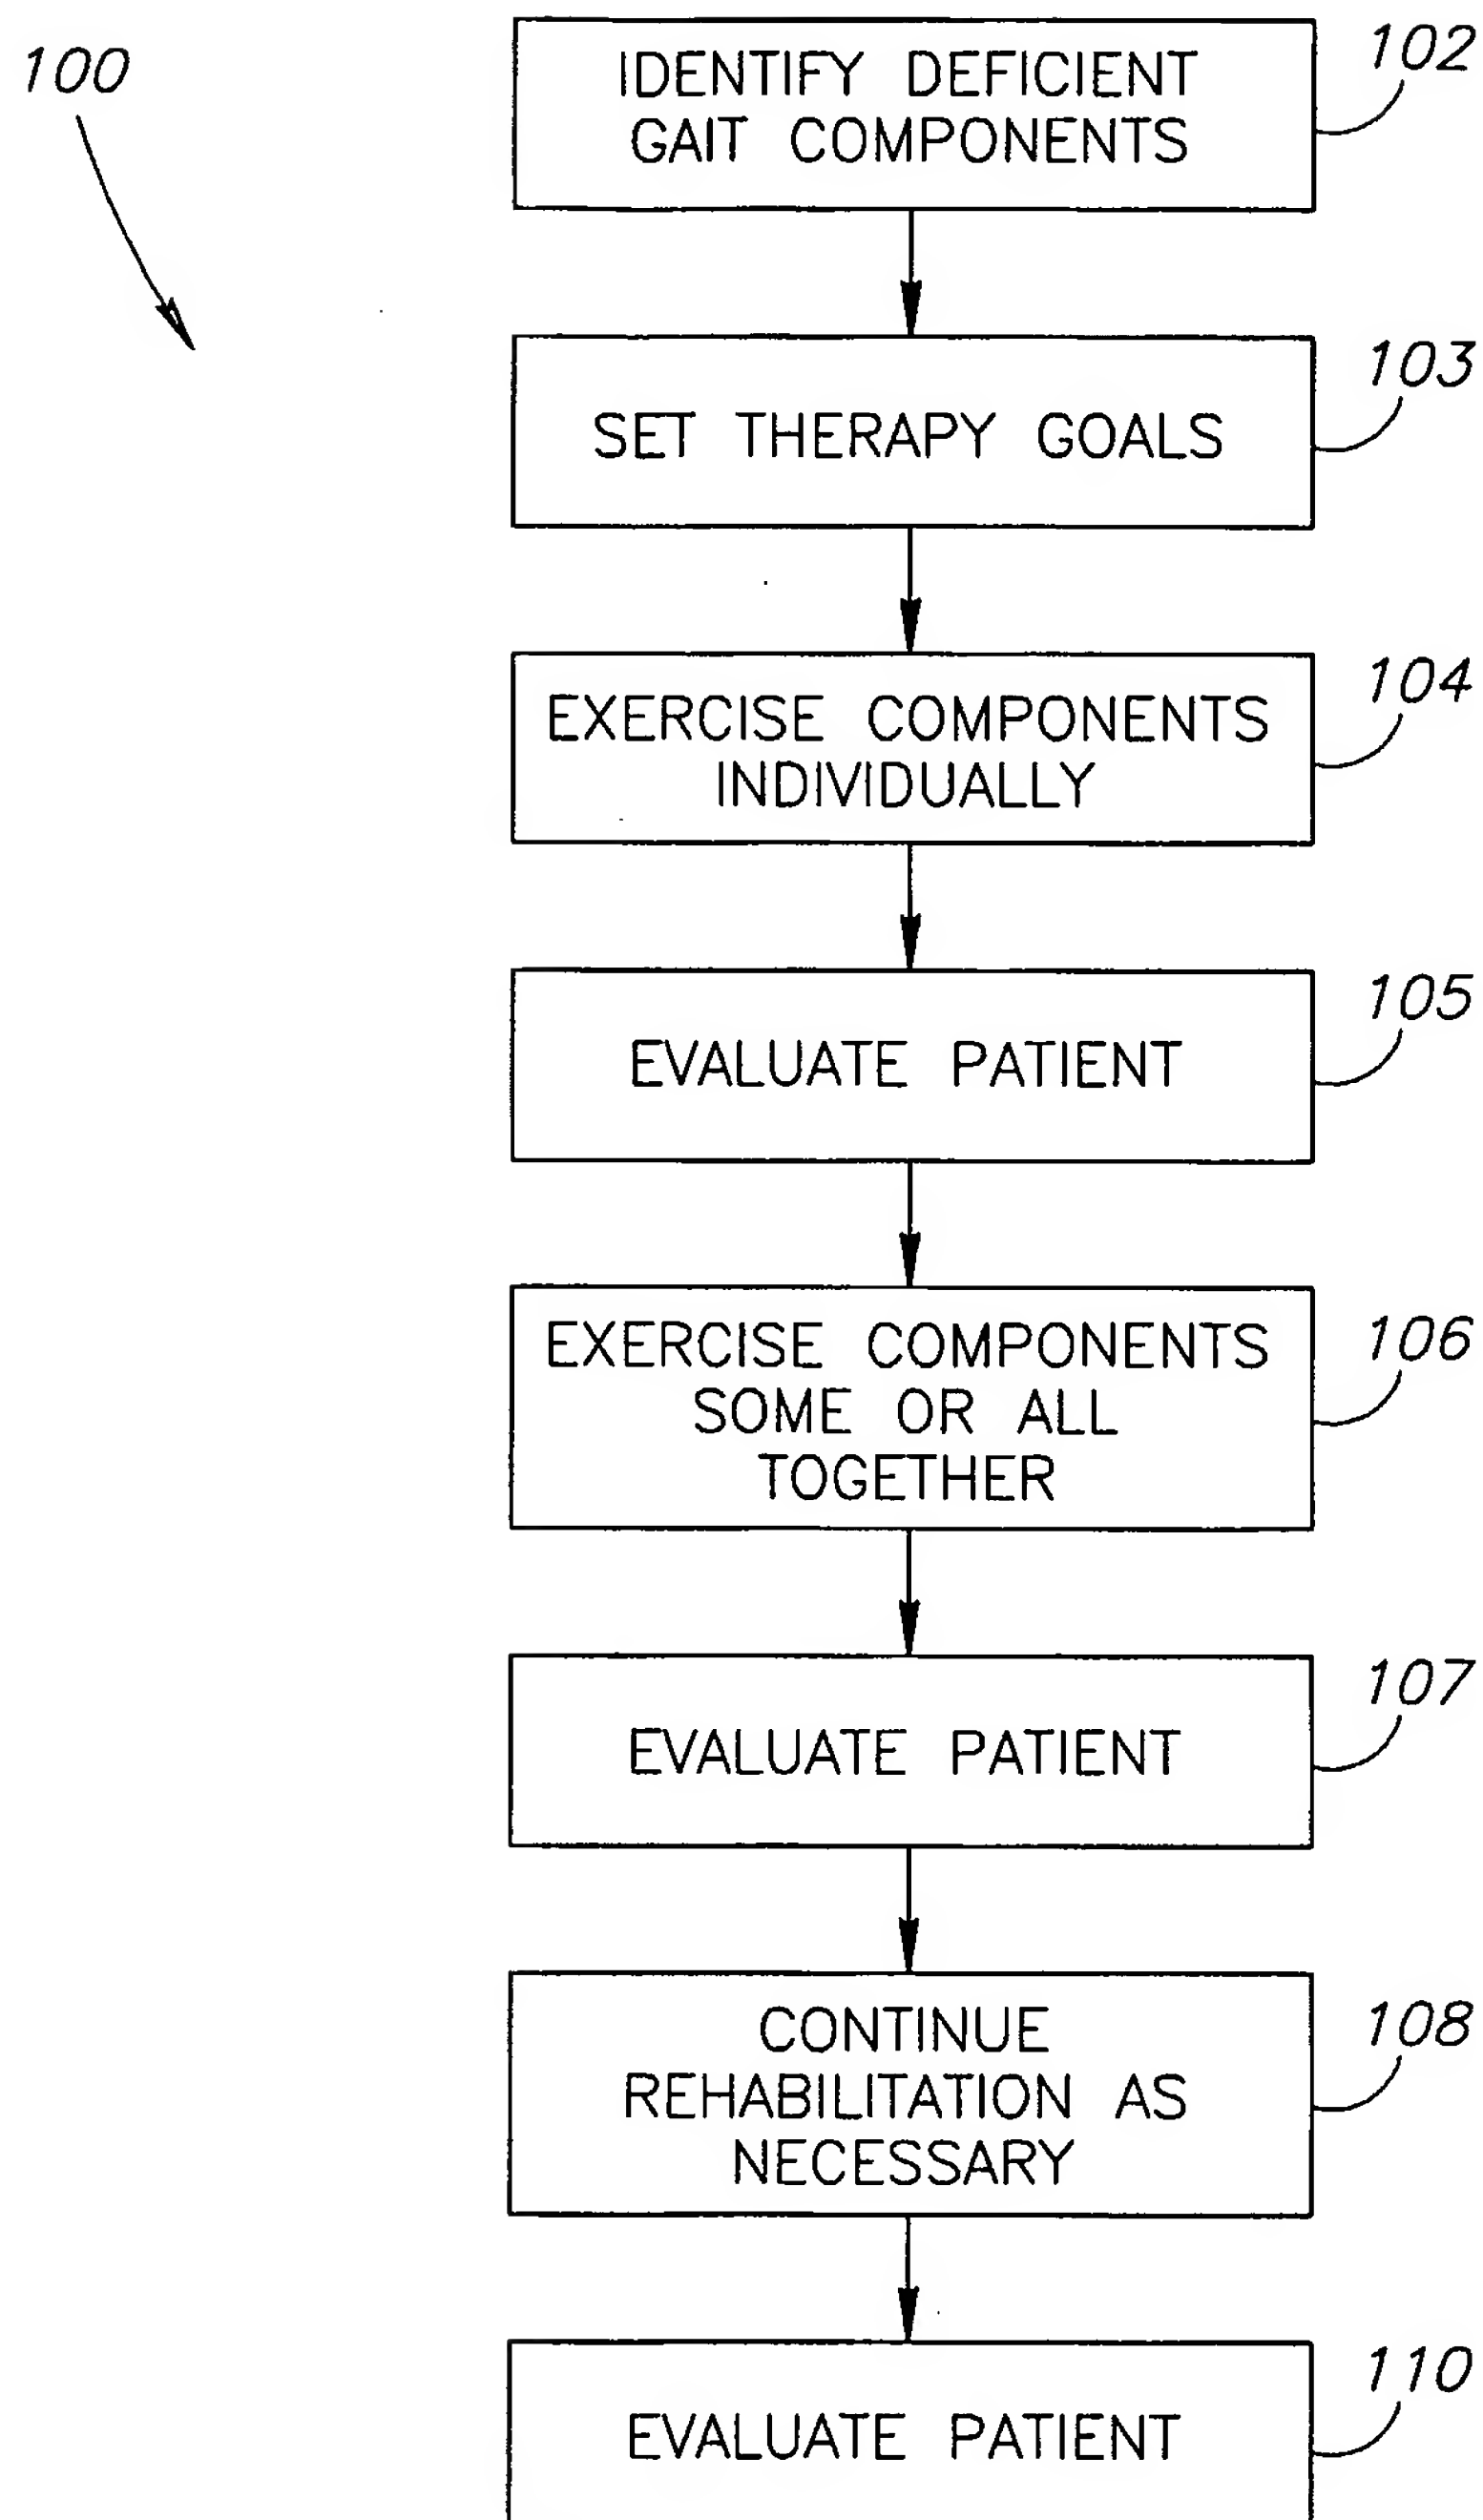 100
IDENTIFY DEFICIENT
GAIT COMPONENTS
102
SET THERAPY GOALS
103
EXERCISE COMPONENTS
INDIVIDUALLY
104
EVALUATE PATIENT
105
EXERCISE COMPONENTS
SOME OR ALL
TOGETHER
106
EVALUATE PATIENT
107
CONTINUE
REHABILITATION AS
NECESSARY
108
EVALUATE PATIENT
110